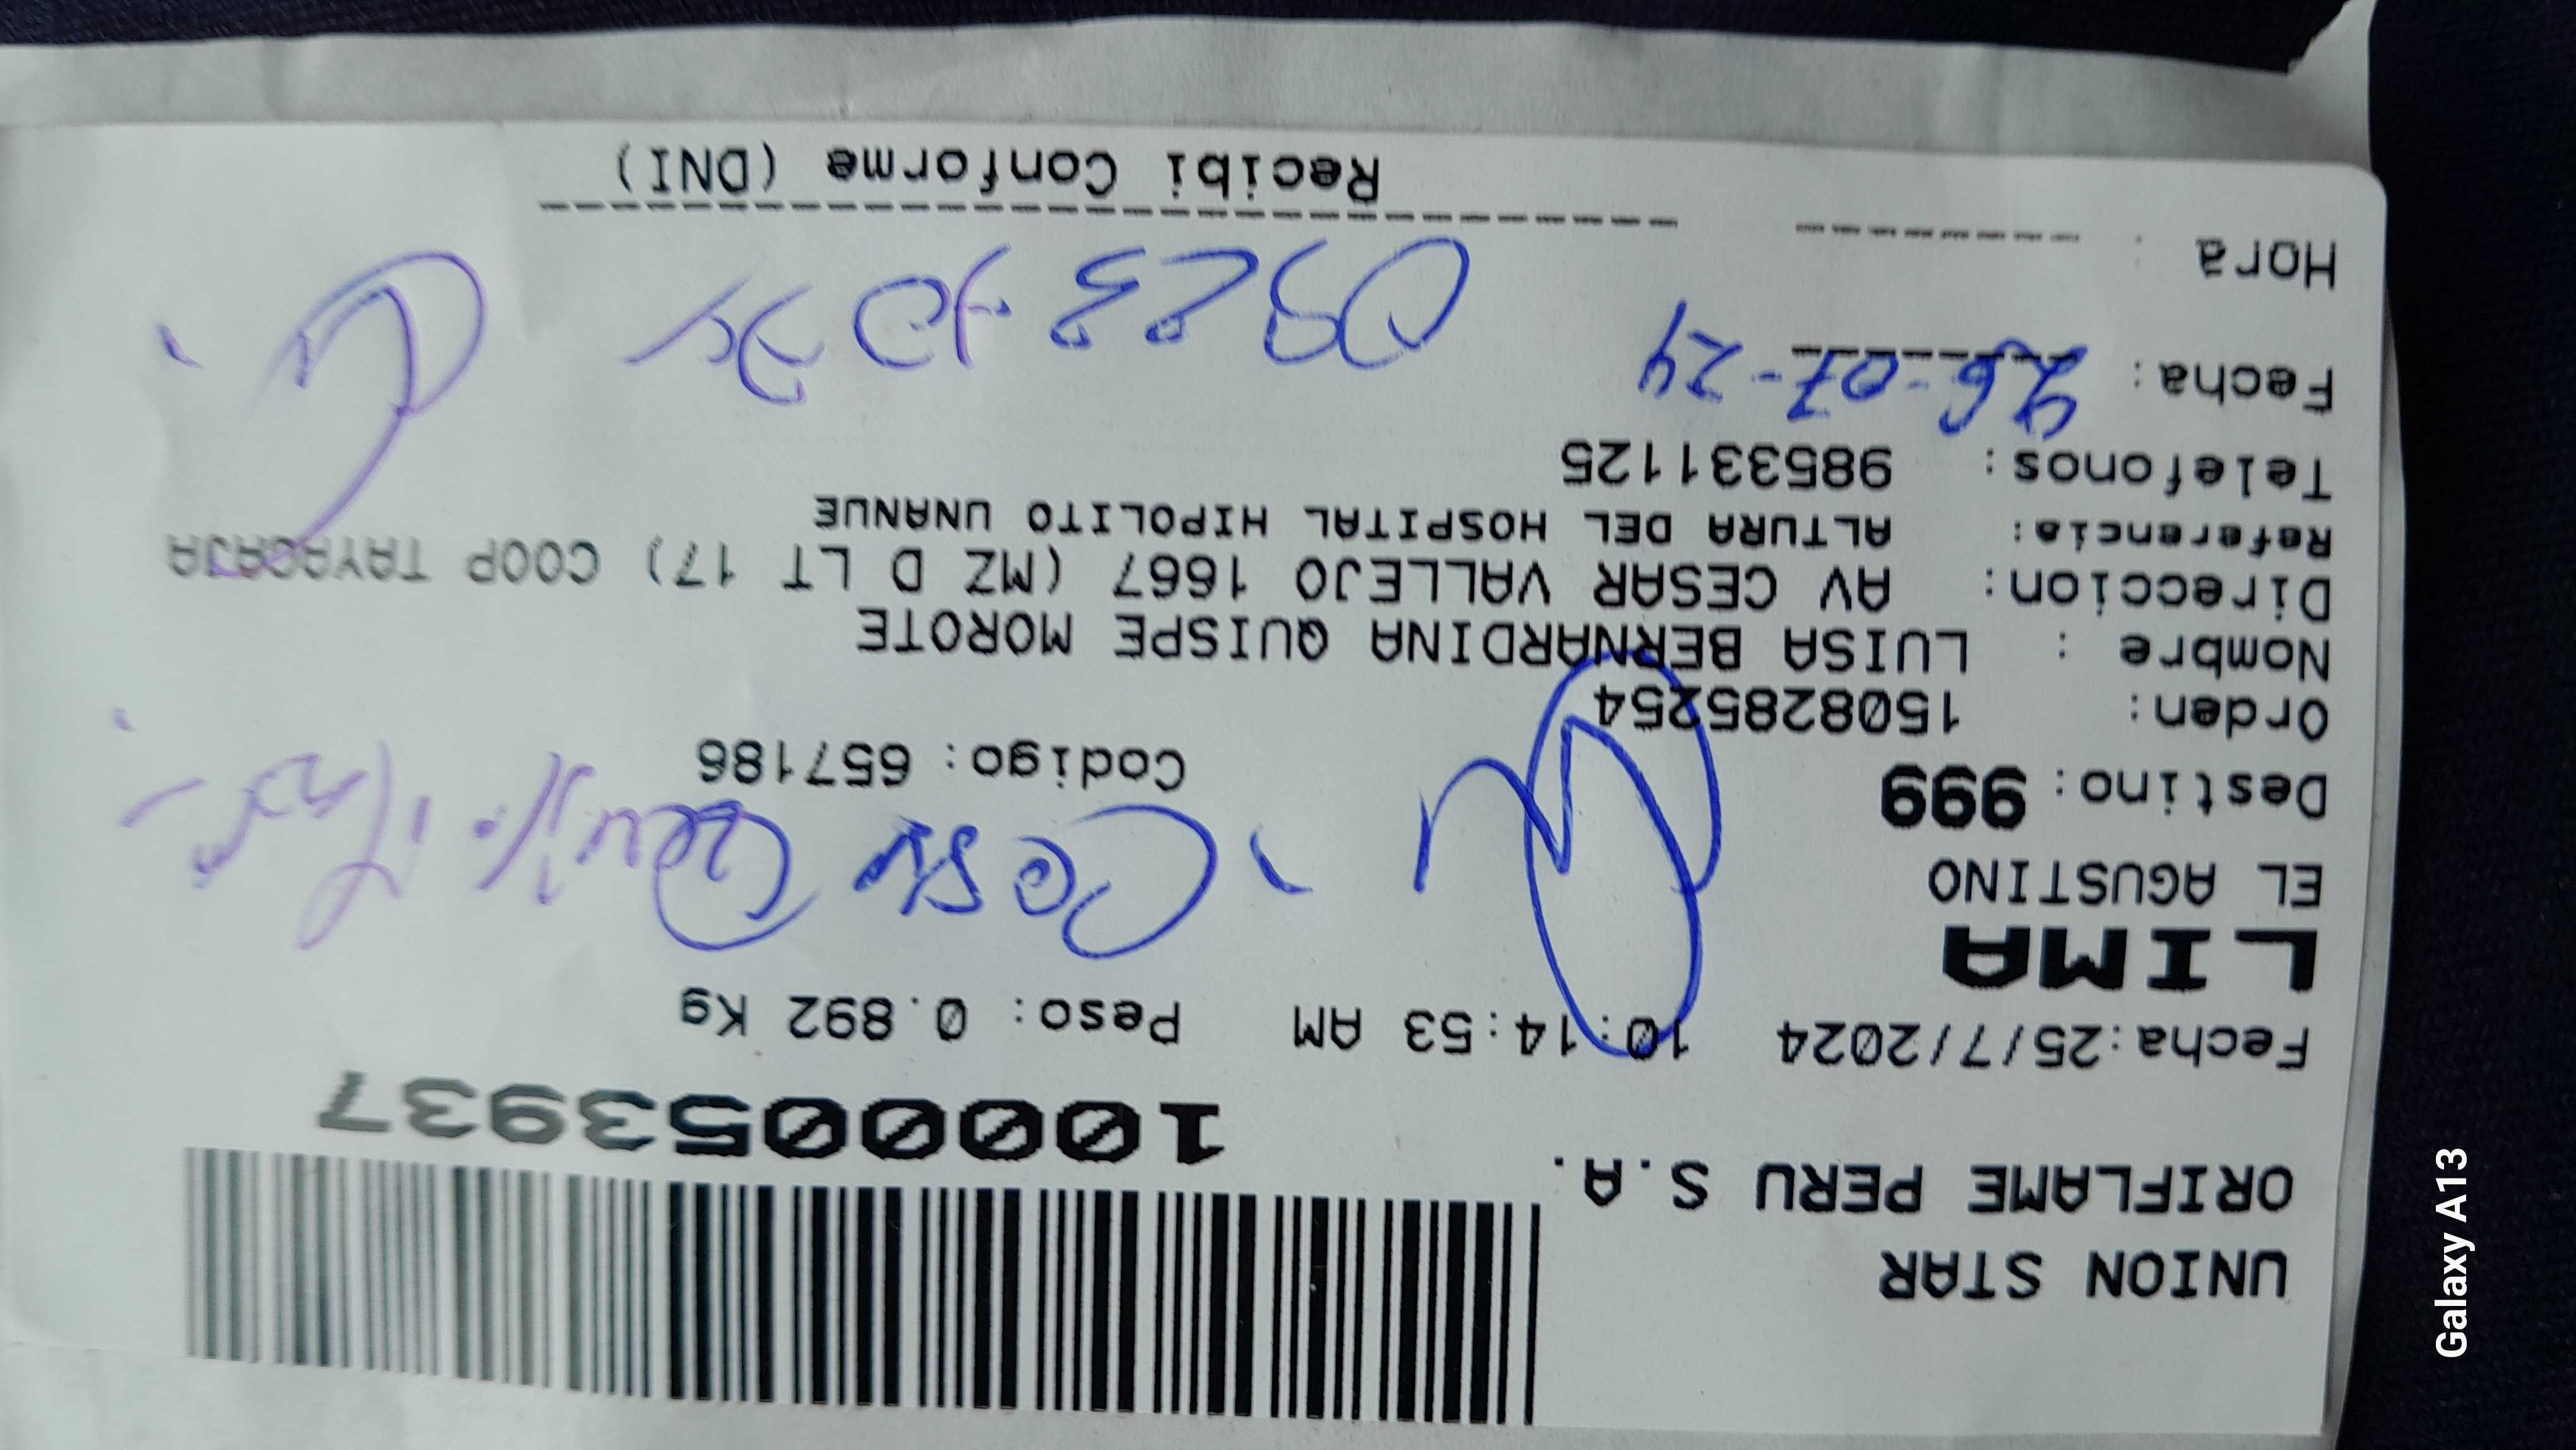 UNION STAR
ORIFLAME PERU S.A.
100005053937
Fecha:25/7/2024 10:14:53 AM Peso: 0.892 Kg
LIMA
EL AGUSTINO
Destino: 999
Codigo: 657186
Orden: 1508285254
Nombre : LUISA BERNARDINA QUISPE MOROTE
Direccion: AV CESAR VALLEJO 1667 (MZ D LT 17) COOP TAYACAJA
Referencia: ALTURA DEL HOSPITAL HIPOLITO UNANUE
Telefonos: 985331125
Fecha: 26-07-24
Hora :
Recibi Conforme (DNI)
Galaxy A13